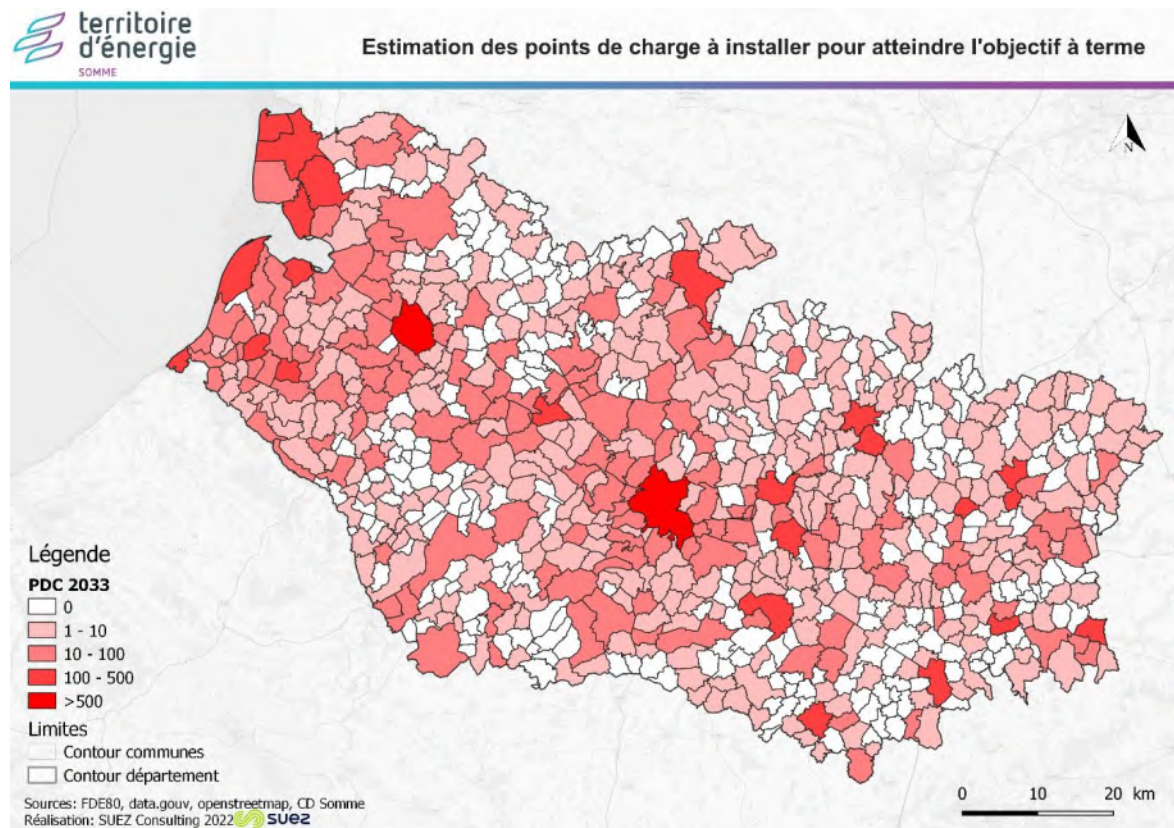 territoire
d'énergie
SOMME
Estimation des points de charge à installer pour atteindre l'objectif à terme
N
Légende
PDC 2033
0
1 - 10
10 - 100
100 - 500
>500
Limites
Contour communes
Contour département
Sources: FDE80, data.gouv, openstreetmap, CD Somme
Réalisation: SUEZ Consulting 2022 suez
0 10 20 km